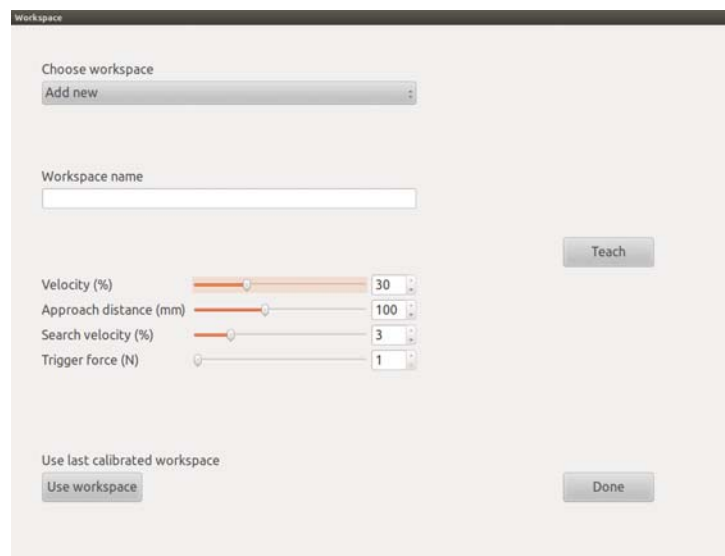 Workspace
Choose workspace
Add new
Workspace name
Teach
Velocity (%) 30
Approach distance (mm) 100
Search velocity (%) 3
Trigger force (N) 1
Use last calibrated workspace
Use workspace Done